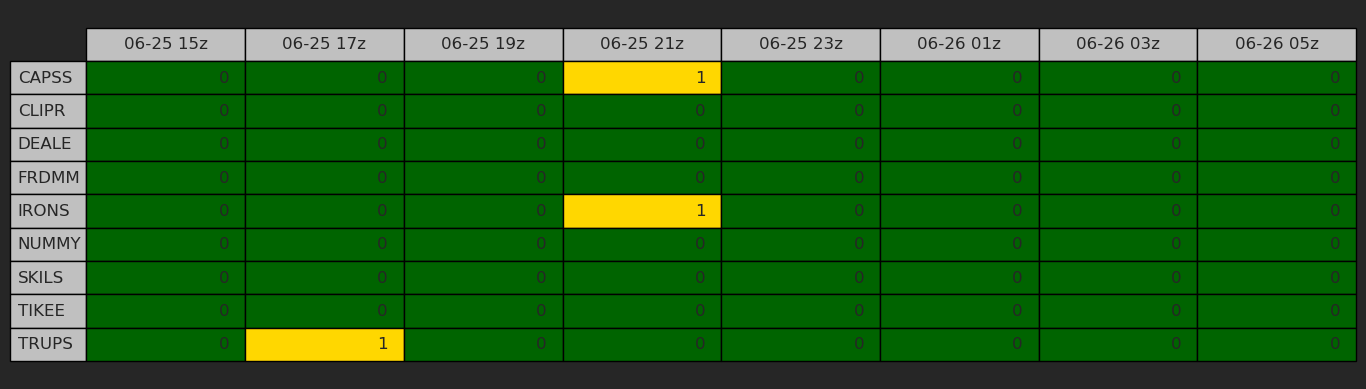 06-25 15z 06-25 17z 06-25 19z 06-25 21z 06-25 23z 06-26 01z 06-26 03z 06-26 05z
CAPSS 0 0 0 1 0 0 0 0
CLIPR 0 0 0 0 0 0 0 0
DEALE 0 0 0 0 0 0 0 0
FRDMM 0 0 0 0 0 0 0 0
IRONS 0 0 0 1 0 0 0 0
NUMMY 0 0 0 0 0 0 0 0
SKILS 0 0 0 0 0 0 0 0
TIKEE 0 0 0 0 0 0 0 0
TRUPS 0 1 0 0 0 0 0 0